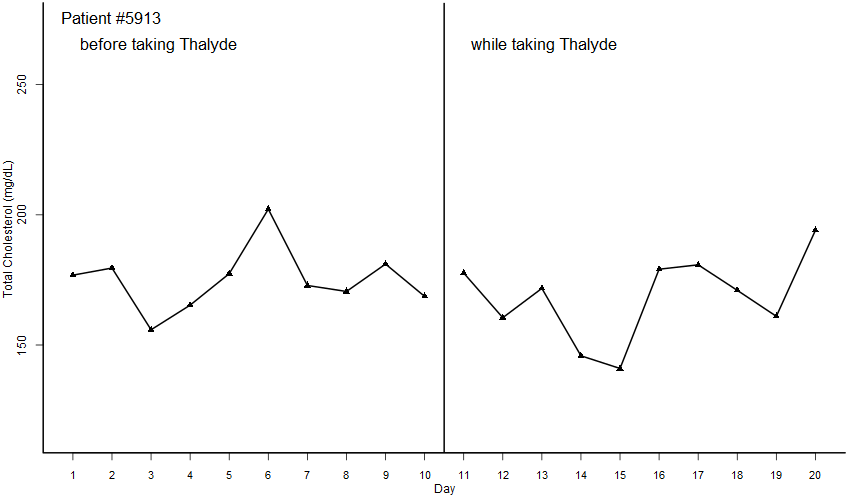 Patient #5913
before taking Thalyde
while taking Thalyde
Total Cholesterol (mg/dL)
250
200
150
1 2 3 4 5 6 7 8 9 10 11 12 13 14 15 16 17 18 19 20
Day